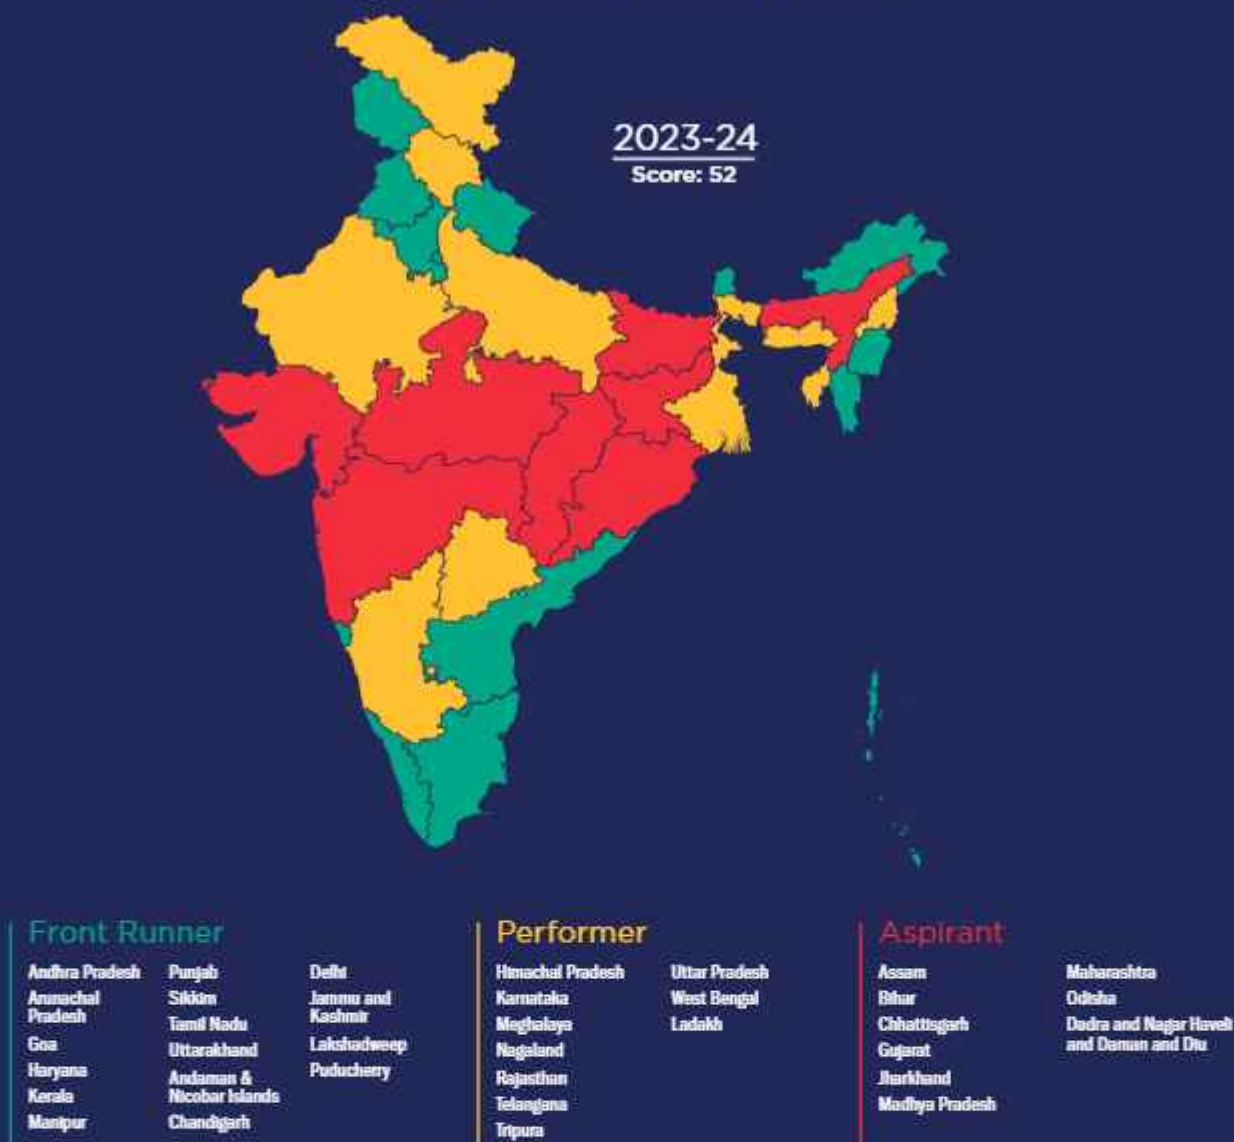 2023-24
Score: 52
Front Runner
Andhra Pradesh
Arunachal
Pradesh
Goa
Haryana
Kerala
Manipur
Punjab
Sikkim
Tamil Nadu
Uttarakhand
Andaman &
Nicobar Islands
Chandigarh
Delhi
Jammu and
Kashmir
Lakshadweep
Puducherry
Performer
Himachal Pradesh
Karnataka
Meghalaya
Nagaland
Rajasthan
Telangana
Tripura
Uttar Pradesh
West Bengal
Ladakh
Aspirant
Assam
Bihar
Chhattisgarh
Gujarat
Jharkhand
Madhya Pradesh
Maharashtra
Odisha
Dadra and Nagar Haveli
and Daman and Diu